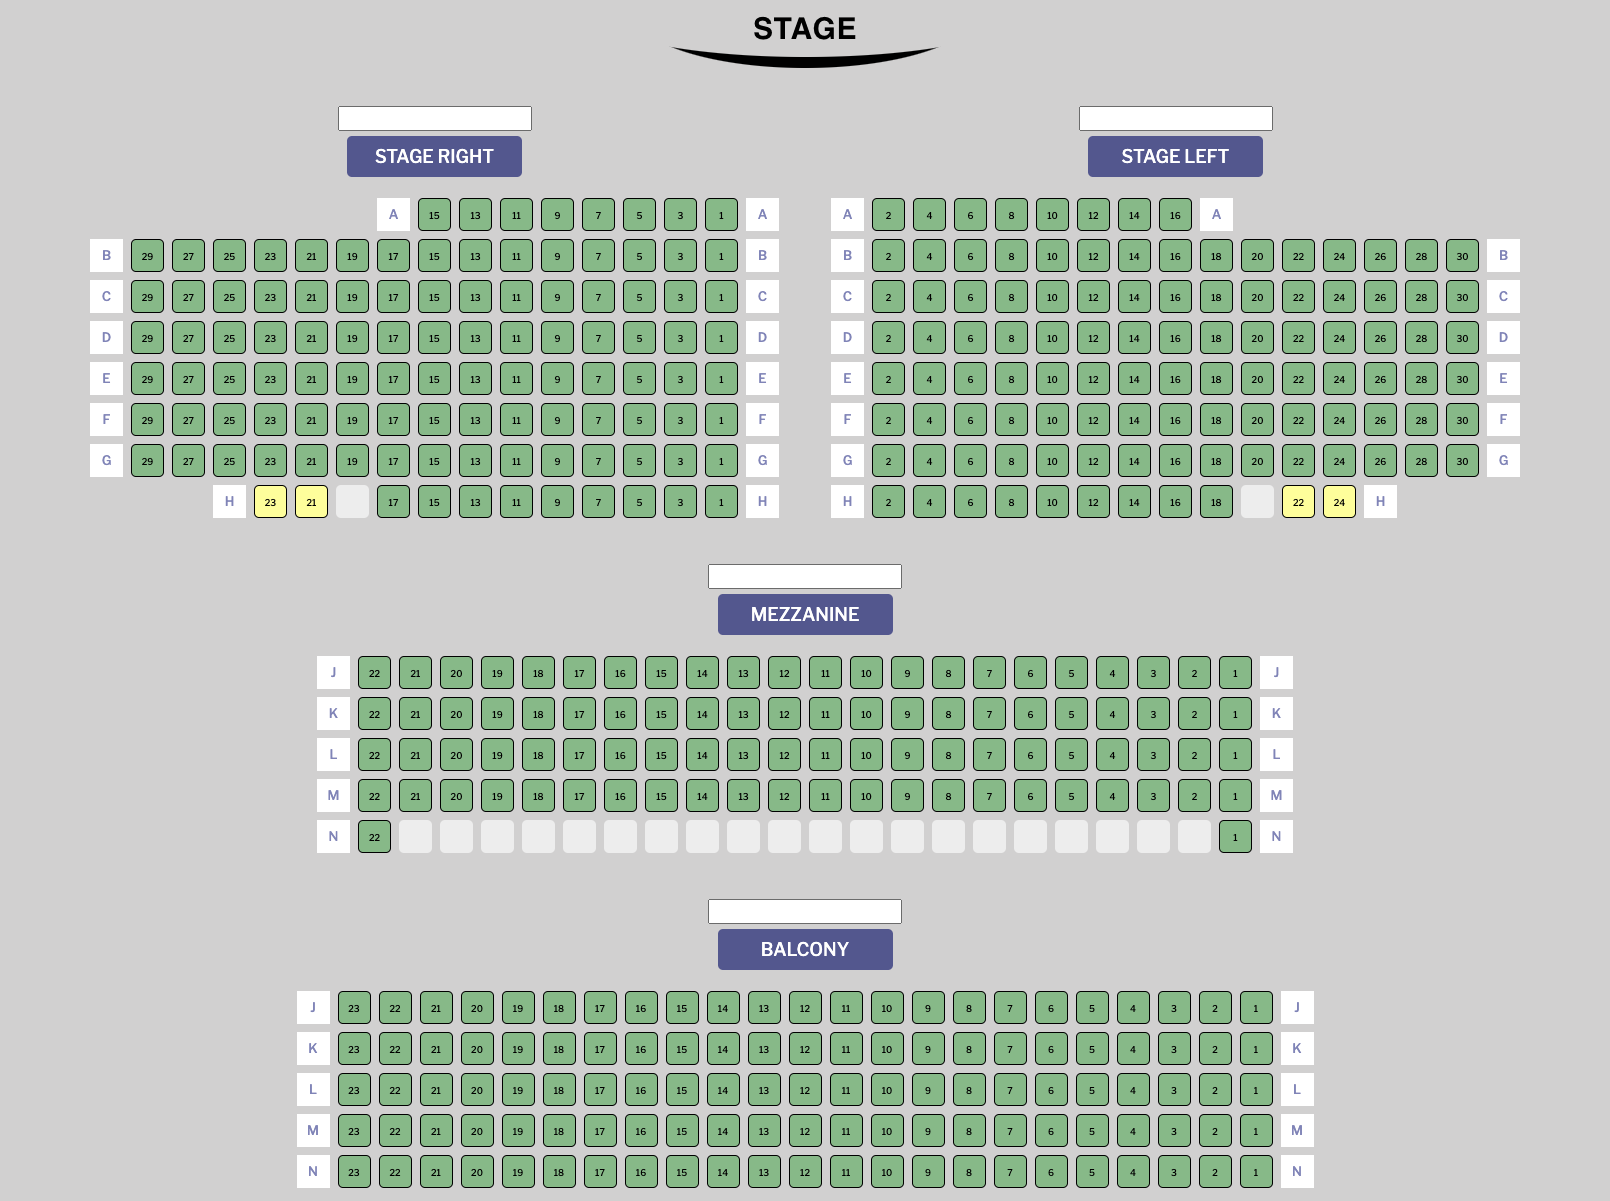 STAGE
STAGE RIGHT
STAGE LEFT
A 15 13 11 9 7 5 3 1 A A 2 4 6 8 10 12 14 16 A
B 29 27 25 23 21 19 17 15 13 11 9 7 5 3 1 B B 2 4 6 8 10 12 14 16 18 20 22 24 26 28 30 B
C 29 27 25 23 21 19 17 15 13 11 9 7 5 3 1 C C 2 4 6 8 10 12 14 16 18 20 22 24 26 28 30 C
D 29 27 25 23 21 19 17 15 13 11 9 7 5 3 1 D D 2 4 6 8 10 12 14 16 18 20 22 24 26 28 30 D
E 29 27 25 23 21 19 17 15 13 11 9 7 5 3 1 E E 2 4 6 8 10 12 14 16 18 20 22 24 26 28 30 E
F 29 27 25 23 21 19 17 15 13 11 9 7 5 3 1 F F 2 4 6 8 10 12 14 16 18 20 22 24 26 28 30 F
G 29 27 25 23 21 19 17 15 13 11 9 7 5 3 1 G G 2 4 6 8 10 12 14 16 18 20 22 24 26 28 30 G
H 23 21 17 15 13 11 9 7 5 3 1 H H 2 4 6 8 10 12 14 16 18 22 24 H
MEZZANINE
J 22 21 20 19 18 17 16 15 14 13 12 11 10 9 8 7 6 5 4 3 2 1 J
K 22 21 20 19 18 17 16 15 14 13 12 11 10 9 8 7 6 5 4 3 2 1 K
L 22 21 20 19 18 17 16 15 14 13 12 11 10 9 8 7 6 5 4 3 2 1 L
M 22 21 20 19 18 17 16 15 14 13 12 11 10 9 8 7 6 5 4 3 2 1 M
N 22 1 N
BALCONY
J 23 22 21 20 19 18 17 16 15 14 13 12 11 10 9 8 7 6 5 4 3 2 1 J
K 23 22 21 20 19 18 17 16 15 14 13 12 11 10 9 8 7 6 5 4 3 2 1 K
L 23 22 21 20 19 18 17 16 15 14 13 12 11 10 9 8 7 6 5 4 3 2 1 L
M 23 22 21 20 19 18 17 16 15 14 13 12 11 10 9 8 7 6 5 4 3 2 1 M
N 23 22 21 20 19 18 17 16 15 14 13 12 11 10 9 8 7 6 5 4 3 2 1 N